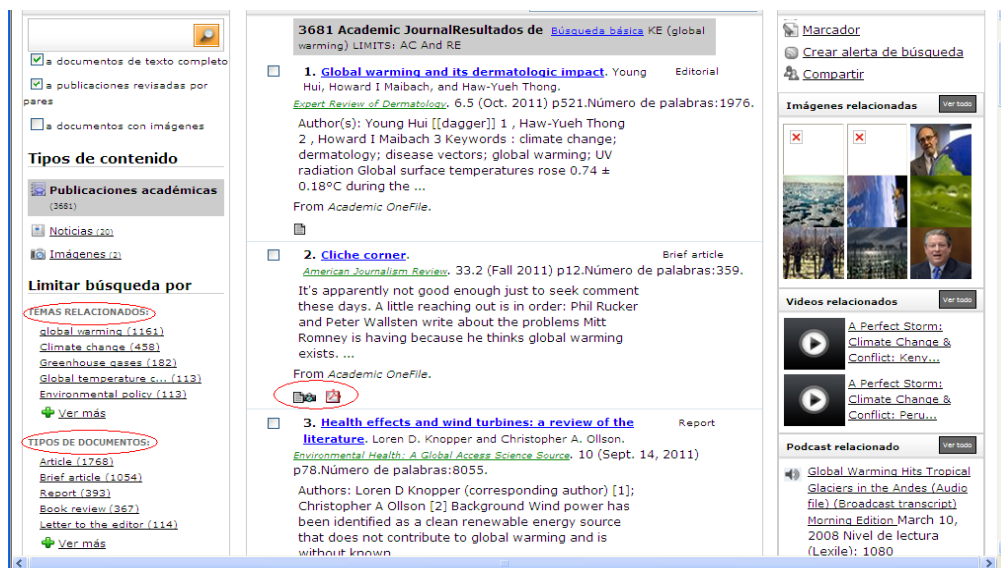 a documentos de texto completo
a publicaciones revisadas por
pares
a documentos con imágenes
Tipos de contenido
Publicaciones académicas
(3681)
Noticias (20)
Imágenes (2)
Limitar búsqueda por
TEMAS RELACIONADOS:
global warming (1161)
Climate change (458)
Greenhouse gases (182)
Global temperature c... (113)
Environmental policy (113)
Ver más
TIPOS DE DOCUMENTOS:
Article (1768)
Brief article (1054)
Report (393)
Book review (367)
Letter to the editor (114)
Ver más
3681 Academic JournalResultados de Búsqueda básica KE (global
warming) LIMITS: AC And RE
1. Global warming and its dermatologic impact. Young Editorial
Hui, Howard I Maibach, and Haw-Yueh Thong.
Expert Review of Dermatology. 6.5 (Oct. 2011) p521.Número de palabras:1976.
Author(s): Young Hui [[dagger]] 1 , Haw-Yueh Thong
2 , Howard I Maibach 3 Keywords : climate change;
dermatology; disease vectors; global warming; UV
radiation Global surface temperatures rose 0.74 ±
0.18°C during the ...
From Academic OneFile.
2. Cliche corner. Brief article
American Journalism Review. 33.2 (Fall 2011) p12.Número de palabras:359.
It's apparently not good enough just to seek comment
these days. A little reaching out is in order: Phil Rucker
and Peter Wallsten write about the problems Mitt
Romney is having because he thinks global warming
exists. ...
From Academic OneFile.
3. Health effects and wind turbines: a review of the Report
literature. Loren D. Knopper and Christopher A. Ollson.
Environmental Health: A Global Access Science Source. 10 (Sept. 14, 2011)
p78.Número de palabras:8055.
Authors: Loren D Knopper (corresponding author) [1];
Christopher A Ollson [2] Background Wind power has
been identified as a clean renewable energy source
that does not contribute to global warming and is
without known
Marcador
Crear alerta de búsqueda
Compartir
Imágenes relacionadas Ver todo
Videos relacionados Ver todo
A Perfect Storm:
Climate Change &
Conflict: Keny...
A Perfect Storm:
Climate Change &
Conflict: Peru...
Podcast relacionado Ver todo
Global Warming Hits Tropical
Glaciers in the Andes (Audio
file) (Broadcast transcript)
Morning Edition March 10,
2008 Nivel de lectura
(Lexile): 1080